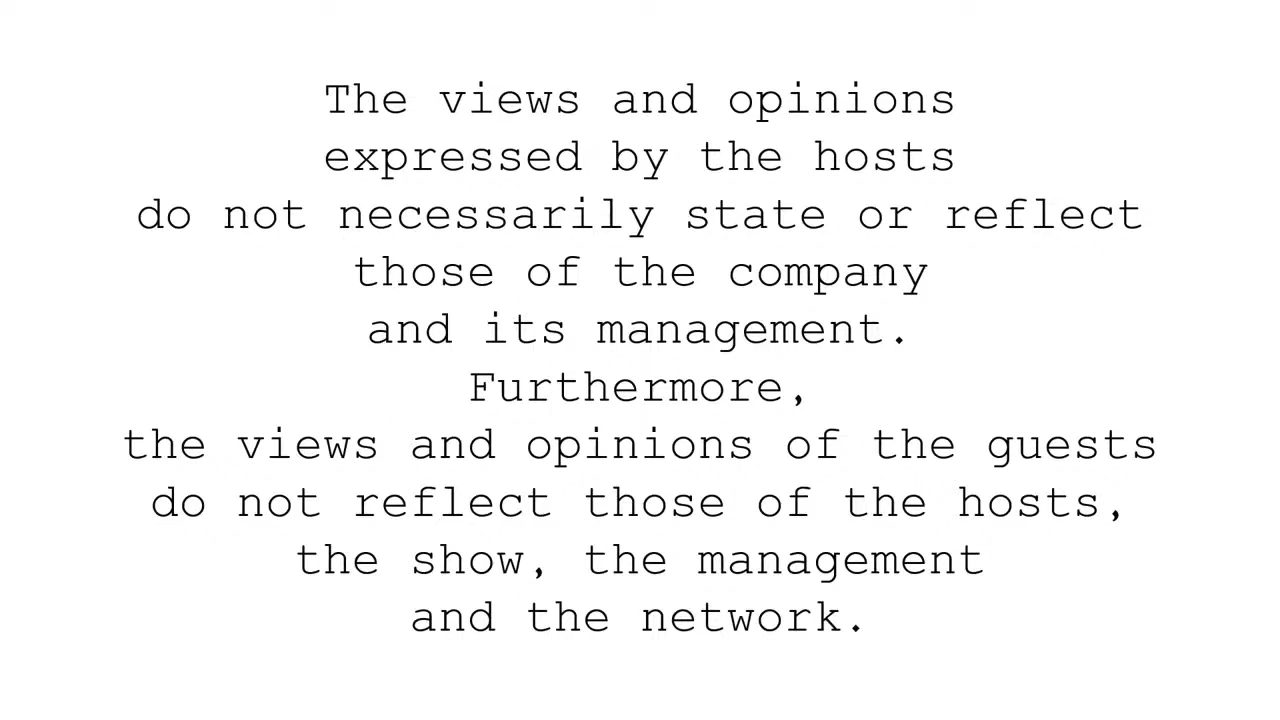 The views and opinions
expressed by the hosts
do not necessarily state or reflect
those of the company
and its management.
Furthermore,
the views and opinions of the guests
do not reflect those of the hosts,
the show, the management
and the network.